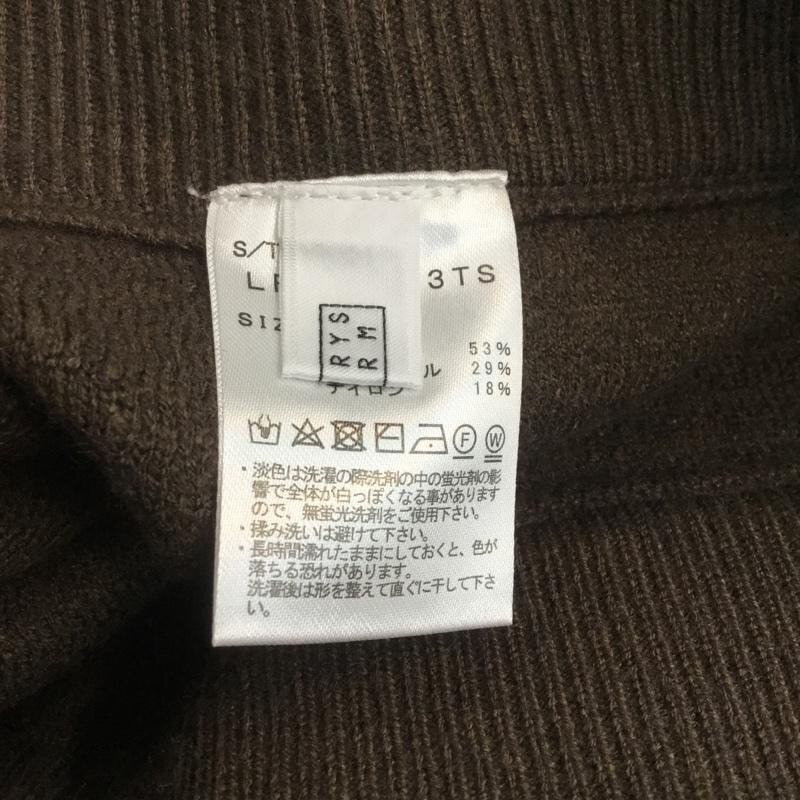 S/T
3TS
SIZ
RYS
RM
53%
ル 29%
ナイロン 18%
F W
・淡色は洗濯の際洗剤の中の蛍光剤の影
響で全体が白っぽくなる事があります
ので、無蛍光洗剤をご使用下さい。
・揉み洗いは避けて下さい。
・長時間濡れたままにしておくと、色が
落ちる恐れがあります。
洗濯後は形を整えて直ぐに干して下さ
い。